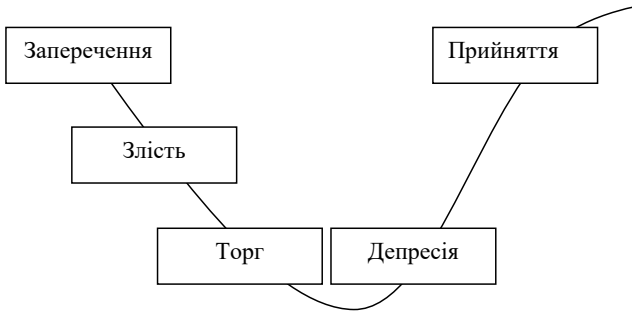 Заперечення
Прийняття
Злість
Торг
Депресія